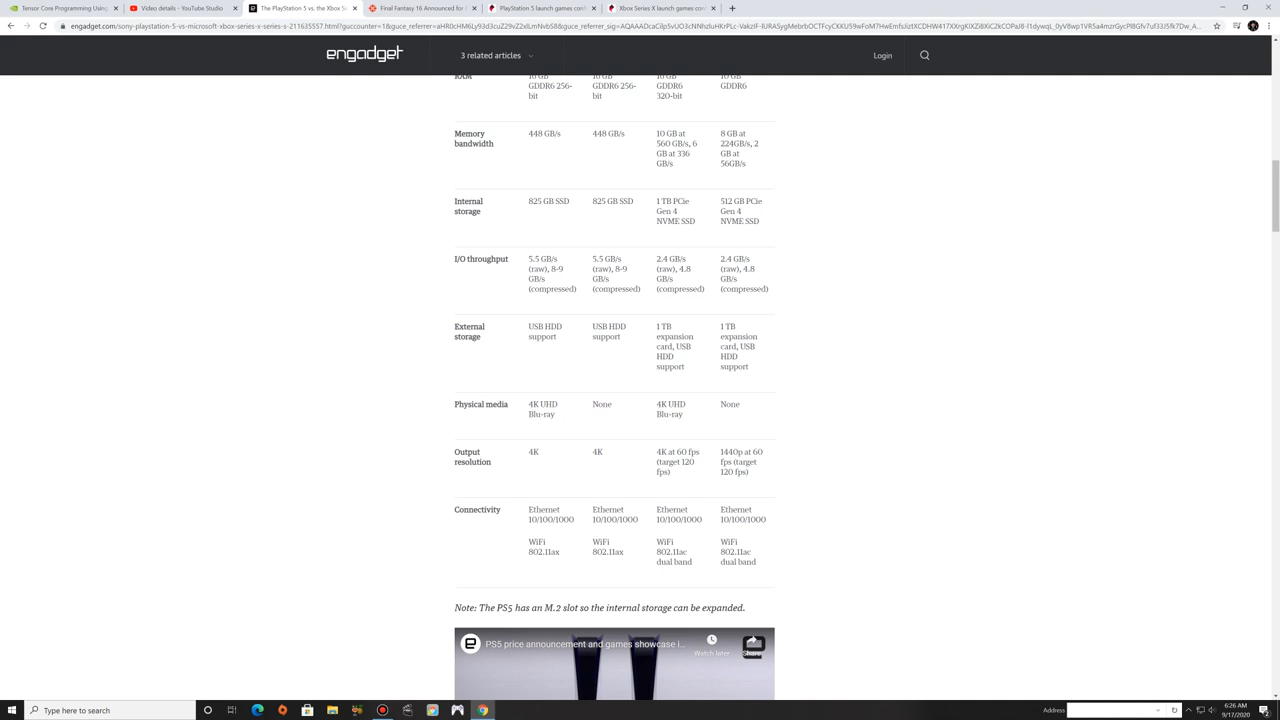 Tensor Core Programming Using
Video details - YouTube Studio
The PlayStation 5 vs. the Xbox Se
Final Fantasy 16 Announced for
PlayStation 5 launch games conf
Xbox Series X launch games con
engadget
3 related articles
Login
RAM
16 GB GDDR6 256-bit
16 GB GDDR6 256-bit
16 GB GDDR6 320-bit
10 GB GDDR6
Memory bandwidth
448 GB/s
448 GB/s
10 GB at 560 GB/s, 6 GB at 336 GB/s
8 GB at 224GB/s, 2 GB at 56GB/s
Internal storage
825 GB SSD
825 GB SSD
1 TB PCIe Gen 4 NVME SSD
512 GB PCIe Gen 4 NVME SSD
I/O throughput
5.5 GB/s (raw), 8-9 GB/s (compressed)
5.5 GB/s (raw), 8-9 GB/s (compressed)
2.4 GB/s (raw), 4.8 GB/s (compressed)
2.4 GB/s (raw), 4.8 GB/s (compressed)
External storage
USB HDD support
USB HDD support
1 TB expansion card, USB HDD support
1 TB expansion card, USB HDD support
Physical media
4K UHD Blu-ray
None
4K UHD Blu-ray
None
Output resolution
4K
4K
4K at 60 fps (target 120 fps)
1440p at 60 fps (target 120 fps)
Connectivity
Ethernet 10/100/1000
Ethernet 10/100/1000
Ethernet 10/100/1000
Ethernet 10/100/1000
WiFi 802.11ax
WiFi 802.11ax
WiFi 802.11ac dual band
WiFi 802.11ac dual band
Note: The PS5 has an M.2 slot so the internal storage can be expanded.
PS5 price announcement and games showcase i...
Watch later
Share
Type here to search
Address
6:26 AM
9/17/2020